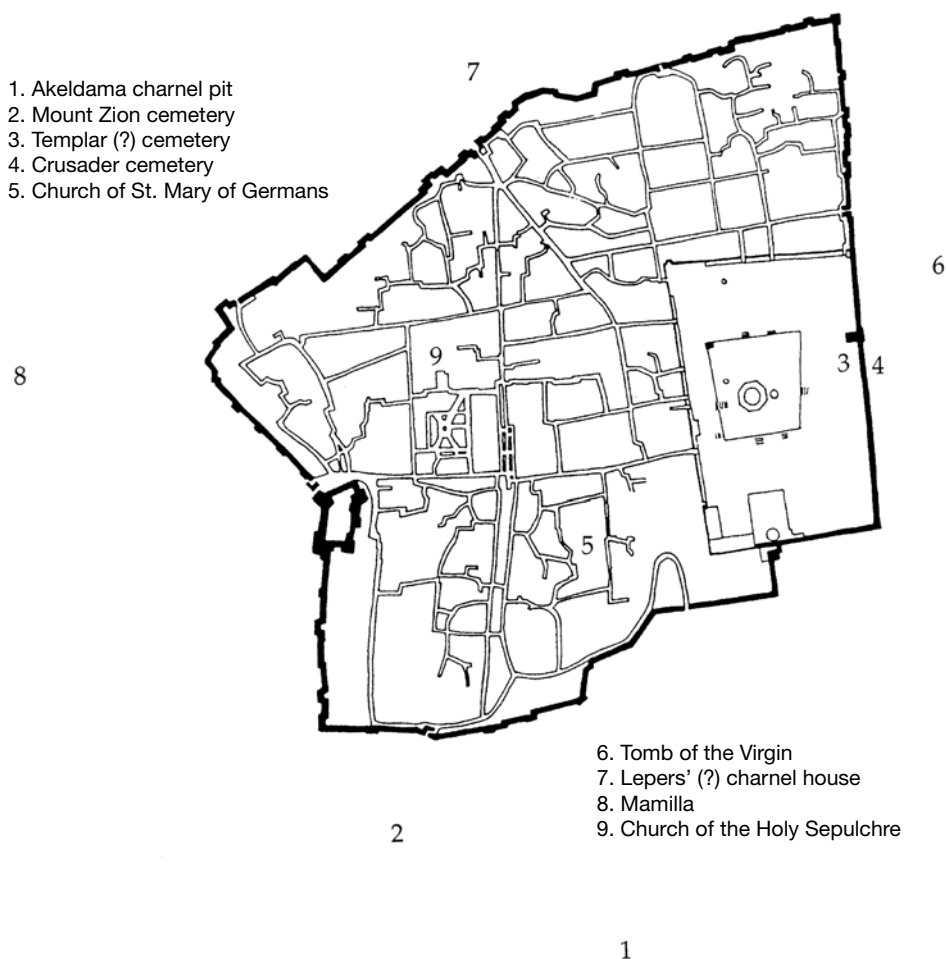 7
1. Akeldama charnel pit
2. Mount Zion cemetery
3. Templar (?) cemetery
4. Crusader cemetery
5. Church of St. Mary of Germans
6
9
3
4
8
5
6. Tomb of the Virgin
7. Lepers’ (?) charnel house
8. Mamilla
9. Church of the Holy Sepulchre
2
1